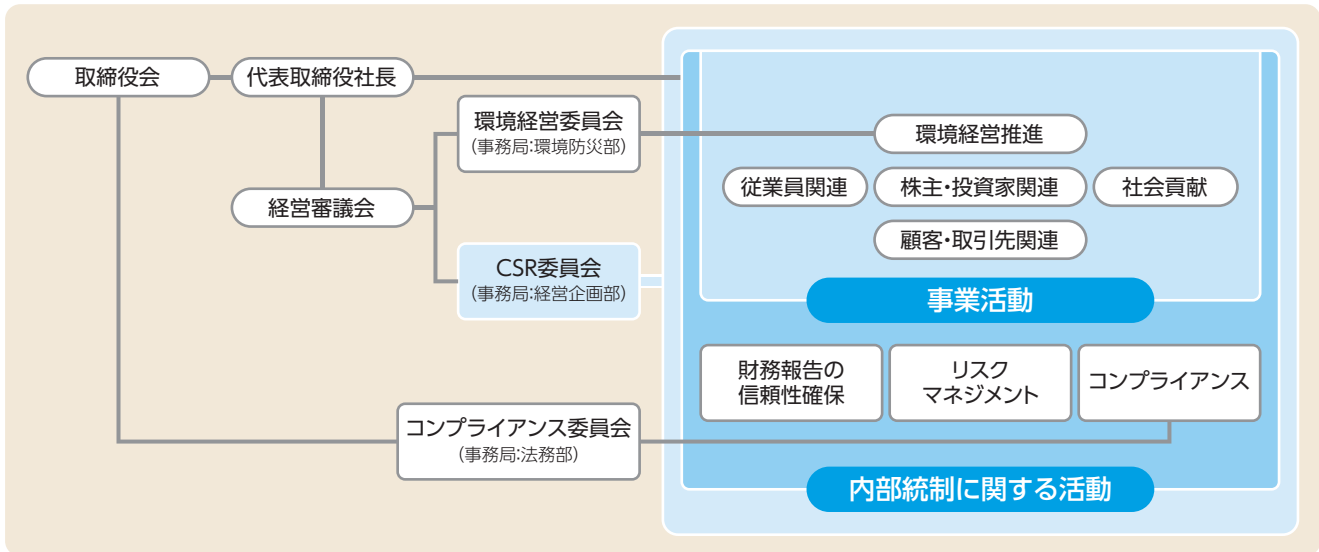 取締役会
代表取締役社長
経営審議会
環境経営委員会
(事務局:環境防災部)
CSR委員会
(事務局:経営企画部)
コンプライアンス委員会
(事務局:法務部)
環境経営推進
従業員関連
株主・投資家関連
社会貢献
顧客・取引先関連
事業活動
財務報告の
信頼性確保
リスク
マネジメント
コンプライアンス
内部統制に関する活動